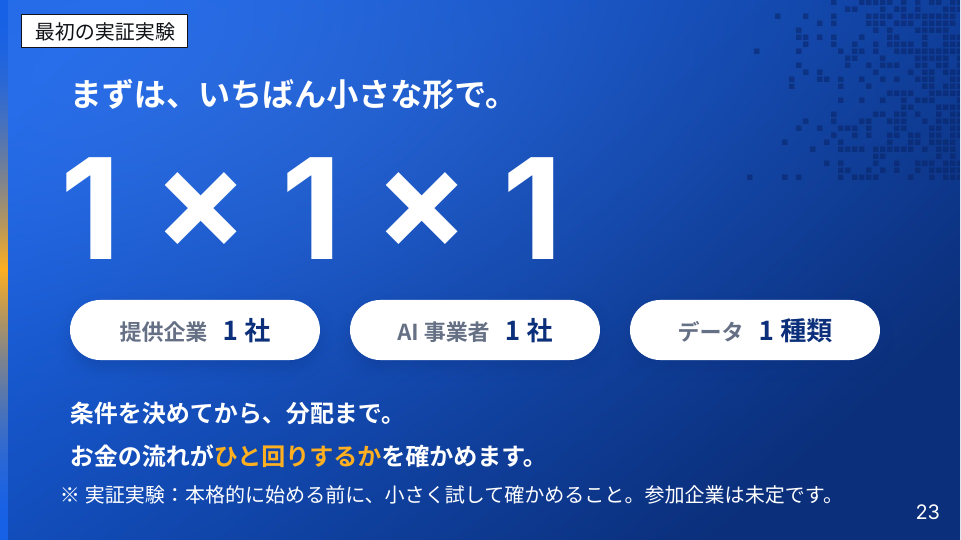 最初の実証実験
まずは、いちばん小さな形で。
1 × 1 × 1
提供企業 1 社
AI 事業者 1 社
データ 1 種類
条件を決めてから、分配まで。
お金の流れがひと回りするかを確かめます。
※ 実証実験：本格的に始める前に、小さく試して確かめること。参加企業は未定です。
23